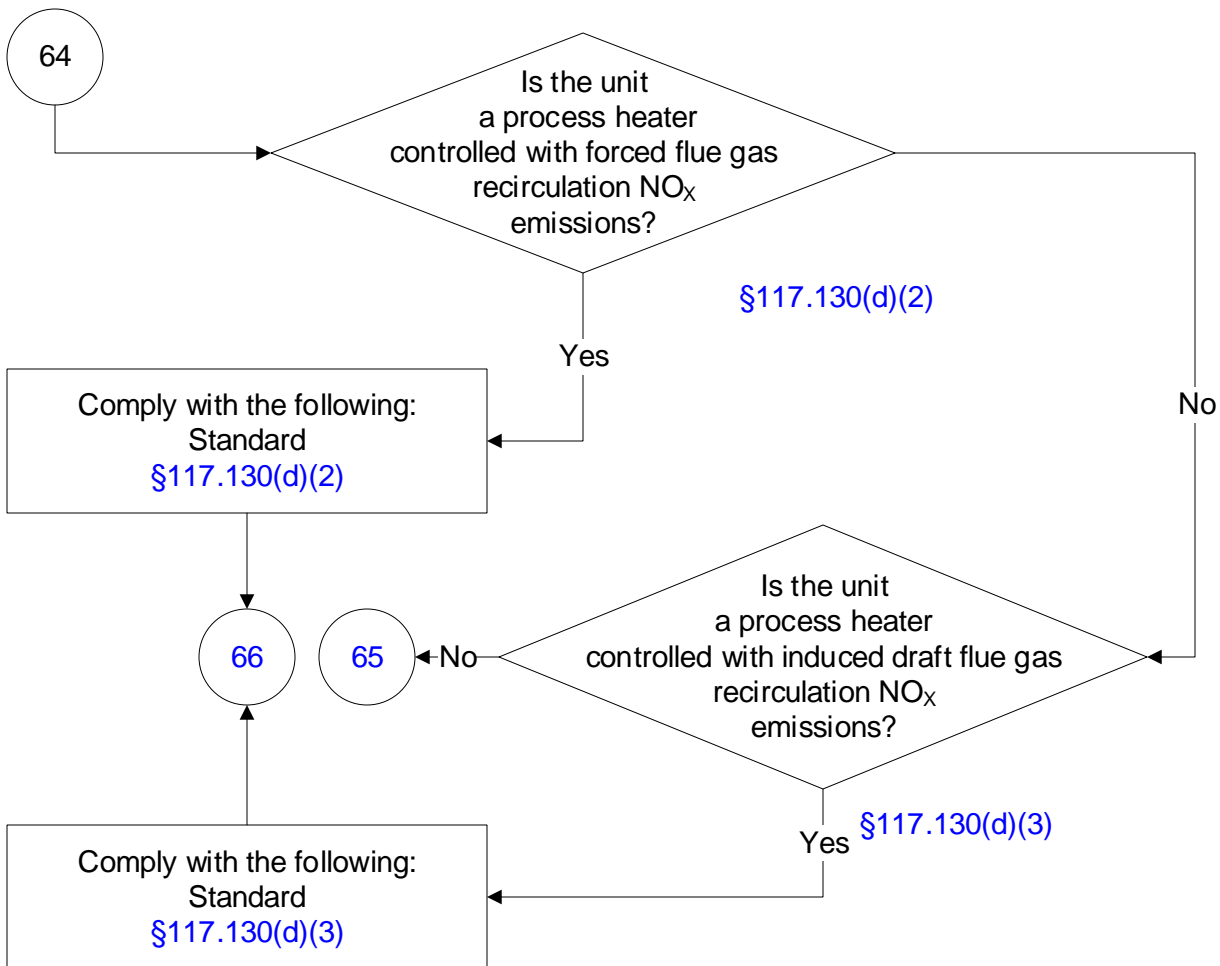 64
Is the unit
a process heater
controlled with forced flue gas
recirculation NOX
emissions?
§117.130(d)(2)
Yes
No
Comply with the following:
Standard
§117.130(d)(2)
66
65
No
Is the unit
a process heater
controlled with induced draft flue gas
recirculation NOX
emissions?
Yes
§117.130(d)(3)
Comply with the following:
Standard
§117.130(d)(3)